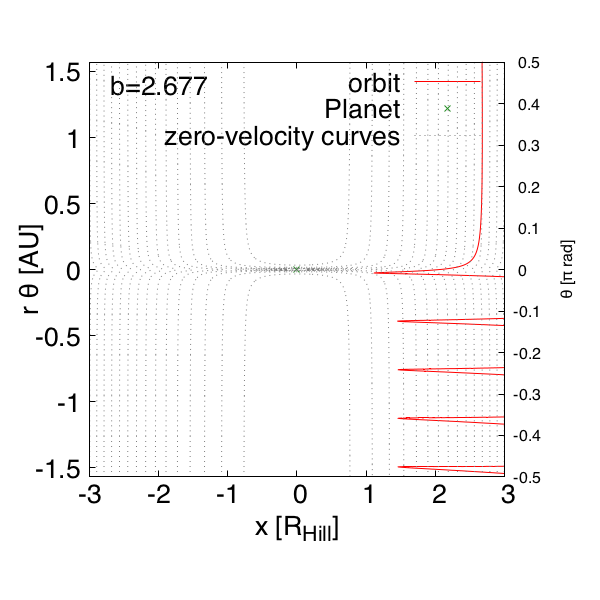 b=2.677
orbit
Planet
zero-velocity curves
1.5
1
0.5
0
-0.5
-1
-1.5
r θ [AU]
0.5
0.4
0.3
0.2
0.1
0
-0.1
-0.2
-0.3
-0.4
-0.5
θ [π rad]
-3 -2 -1 0 1 2 3
x [R_Hill]